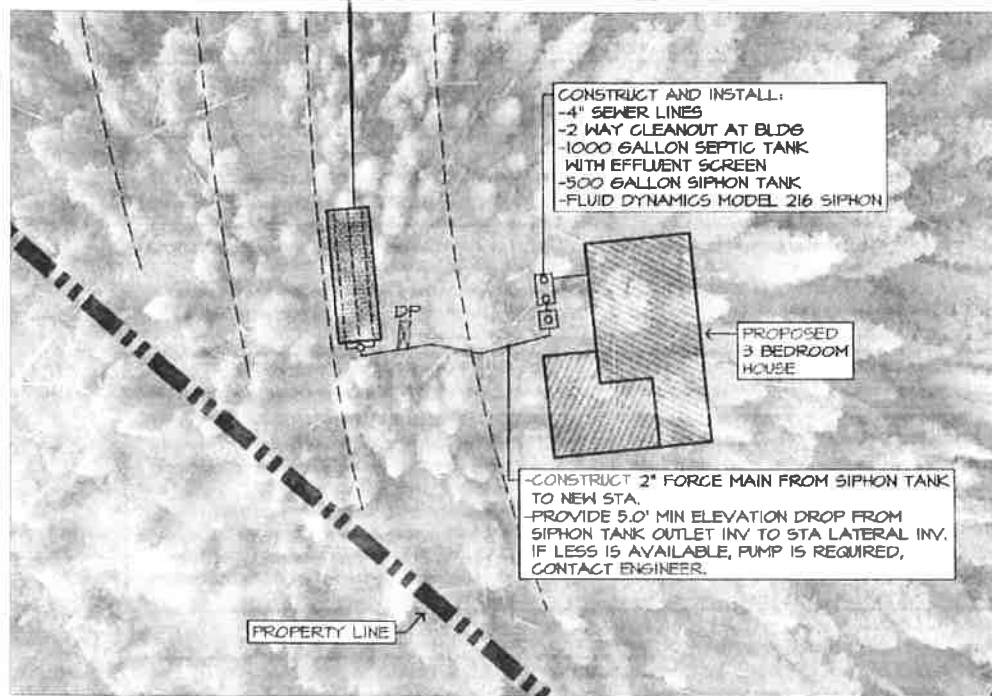 CONSTRUCT AND INSTALL:
-4" SEWER LINES
-2 WAY CLEANOUT AT BLDG
-1000 GALLON SEPTIC TANK
WITH EFFLUENT SCREEN
-500 GALLON SIPHON TANK
-FLUID DYNAMICS MODEL 216 SIPHON
DP
PROPOSED
3 BEDROOM
HOUSE
-CONSTRUCT 2" FORCE MAIN FROM SIPHON TANK
TO NEW STA.
-PROVIDE 5.0' MIN ELEVATION DROP FROM
SIPHON TANK OUTLET INV TO STA LATERAL INV.
IF LESS IS AVAILABLE, PUMP IS REQUIRED,
CONTACT ENGINEER.
PROPERTY LINE